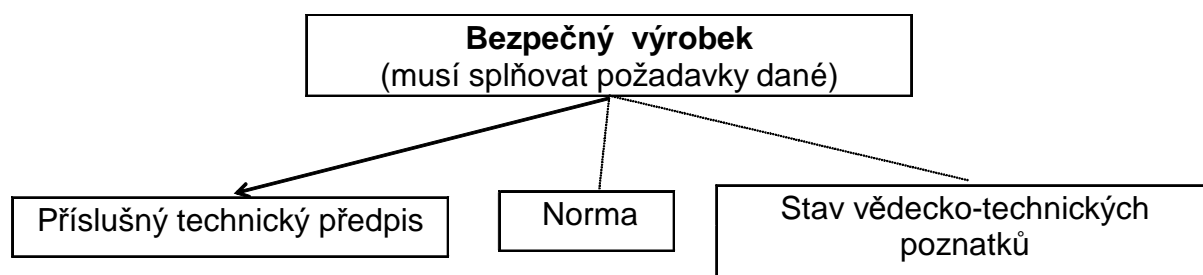 Bezpečný výrobek
(musí splňovat požadavky dané)
Příslušný technický předpis
Norma
Stav vědecko-technických
poznatků